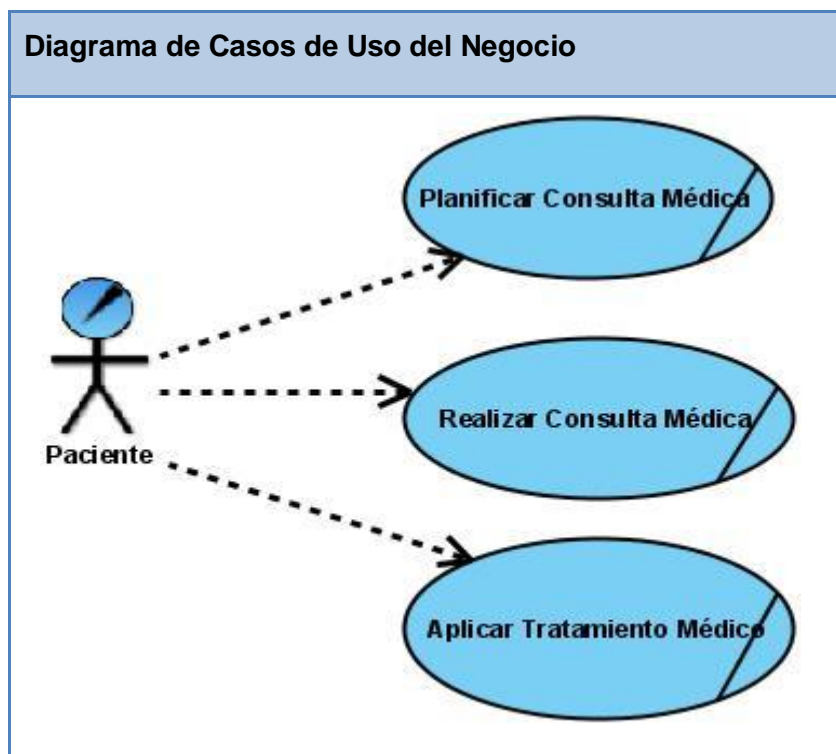 Diagrama de Casos de Uso del Negocio
Planificar Consulta Médica
Realizar Consulta Médica
Paciente
Aplicar Tratamiento Médico